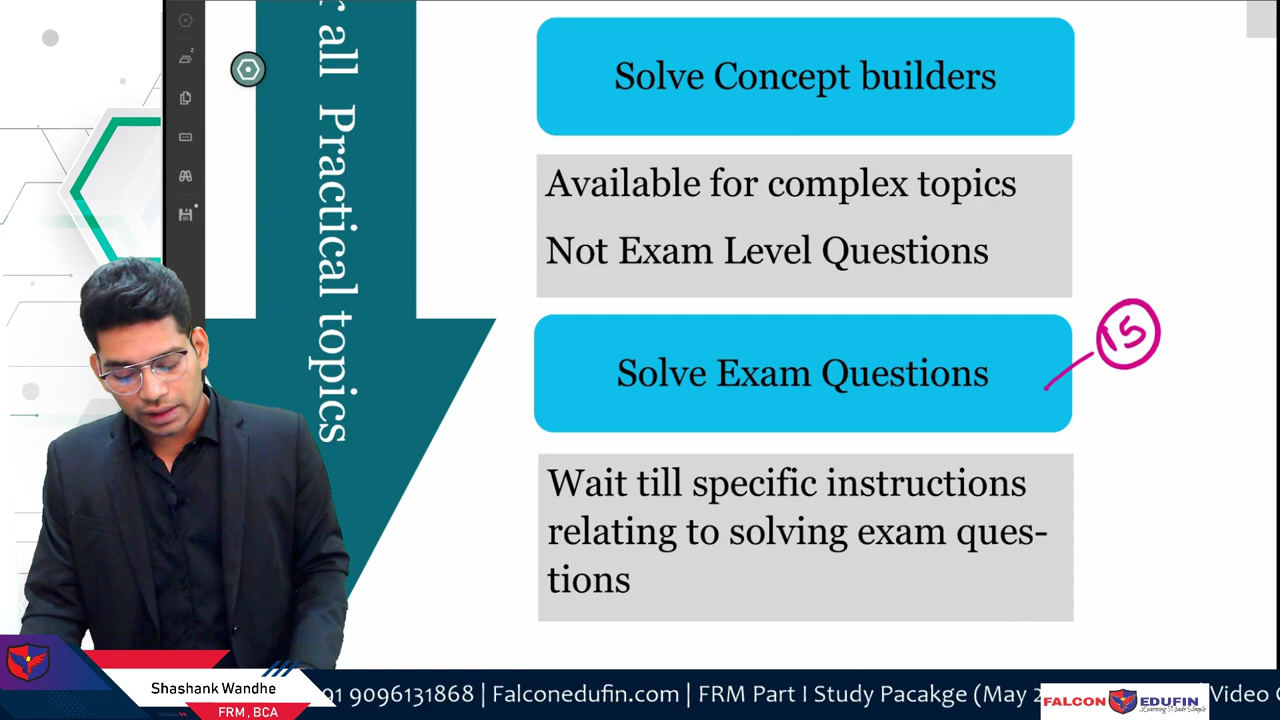 r all Practical topics
Solve Concept builders
Available for complex topics
Not Exam Level Questions
15
Solve Exam Questions
Wait till specific instructions
relating to solving exam ques-
tions
Shashank Wandhe
FRM, BCA
91 9096131868 | Falconedufin.com | FRM Part I Study Pacakge (May 2
FALCON EDUFIN
Learning Made Simple
| Video